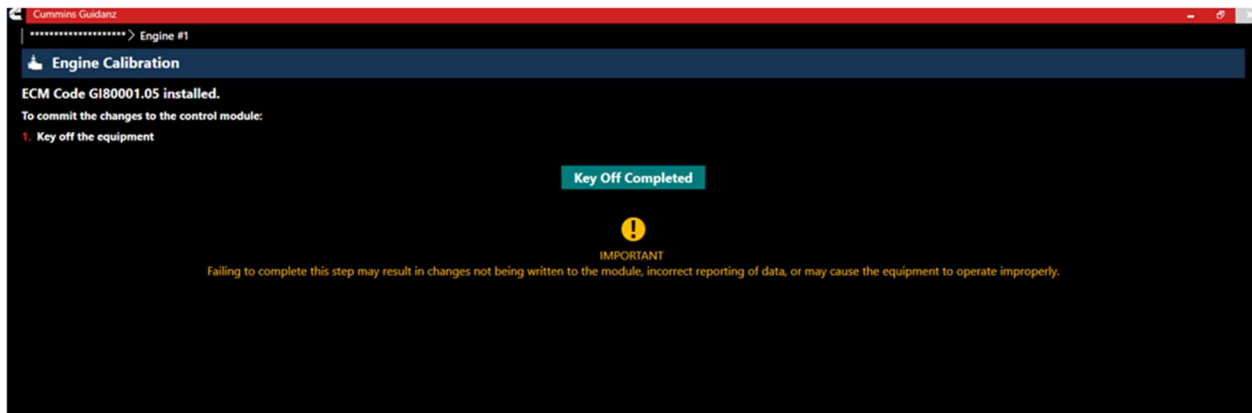 Cummins Guidanz
********************> Engine #1
Engine Calibration
ECM Code GI80001.05 installed.
To commit the changes to the control module:
1. Key off the equipment
Key Off Completed
IMPORTANT
Failing to complete this step may result in changes not being written to the module, incorrect reporting of data, or may cause the equipment to operate improperly.